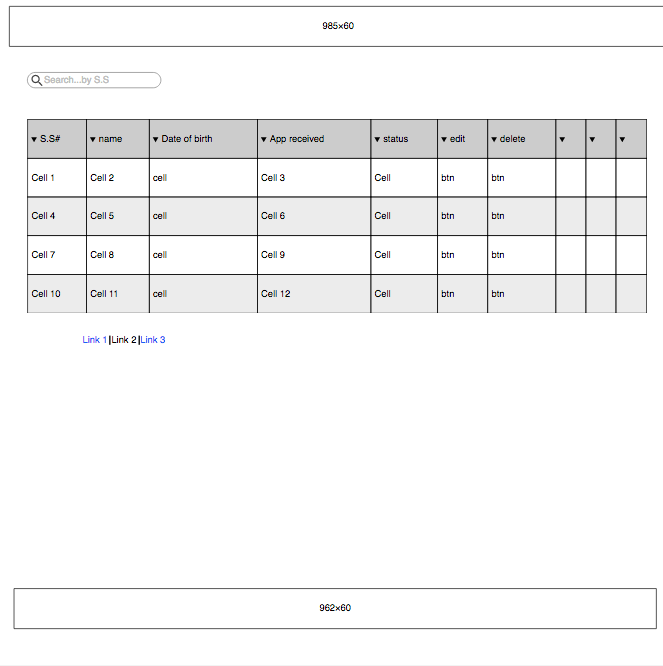 985×60
Search...by S.S
▼ S.S# ▼ name ▼ Date of birth ▼ App received ▼ status ▼ edit ▼ delete ▼ ▼ ▼
Cell 1 Cell 2 cell Cell 3 Cell btn btn
Cell 4 Cell 5 cell Cell 6 Cell btn btn
Cell 7 Cell 8 cell Cell 9 Cell btn btn
Cell 10 Cell 11 cell Cell 12 Cell btn btn
Link 1|Link 2|Link 3
962×60